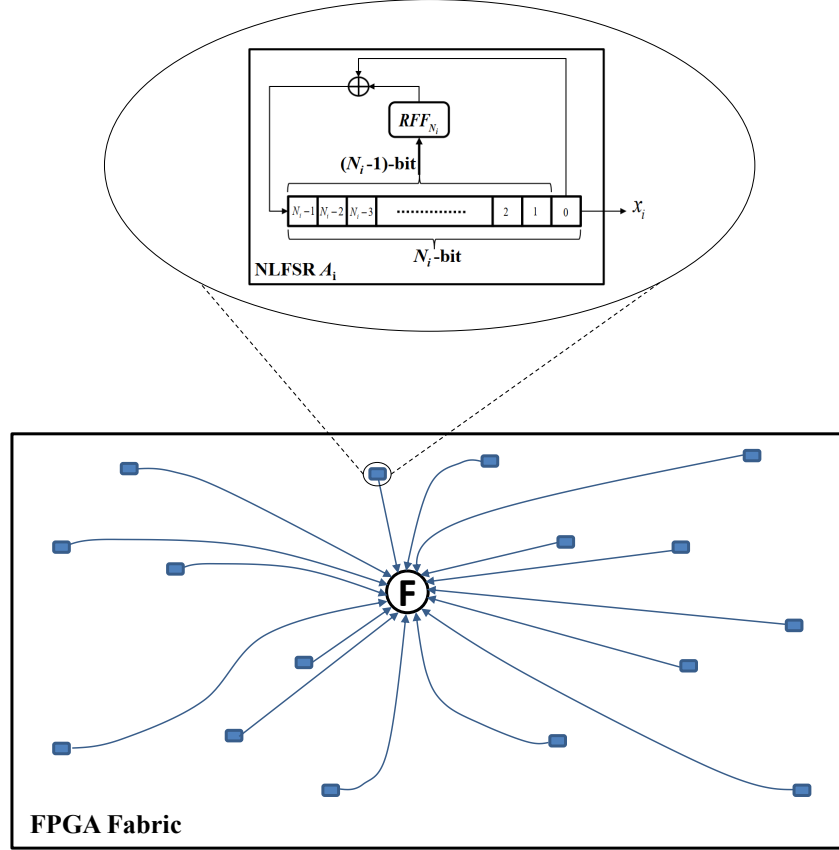 RFF_{N_i}
(N_i-1)-bit
N_i−1 N_i−2 N_i−3 .............. 2 1 0 x_i
N_i-bit
NLFSR A_i
F
FPGA Fabric